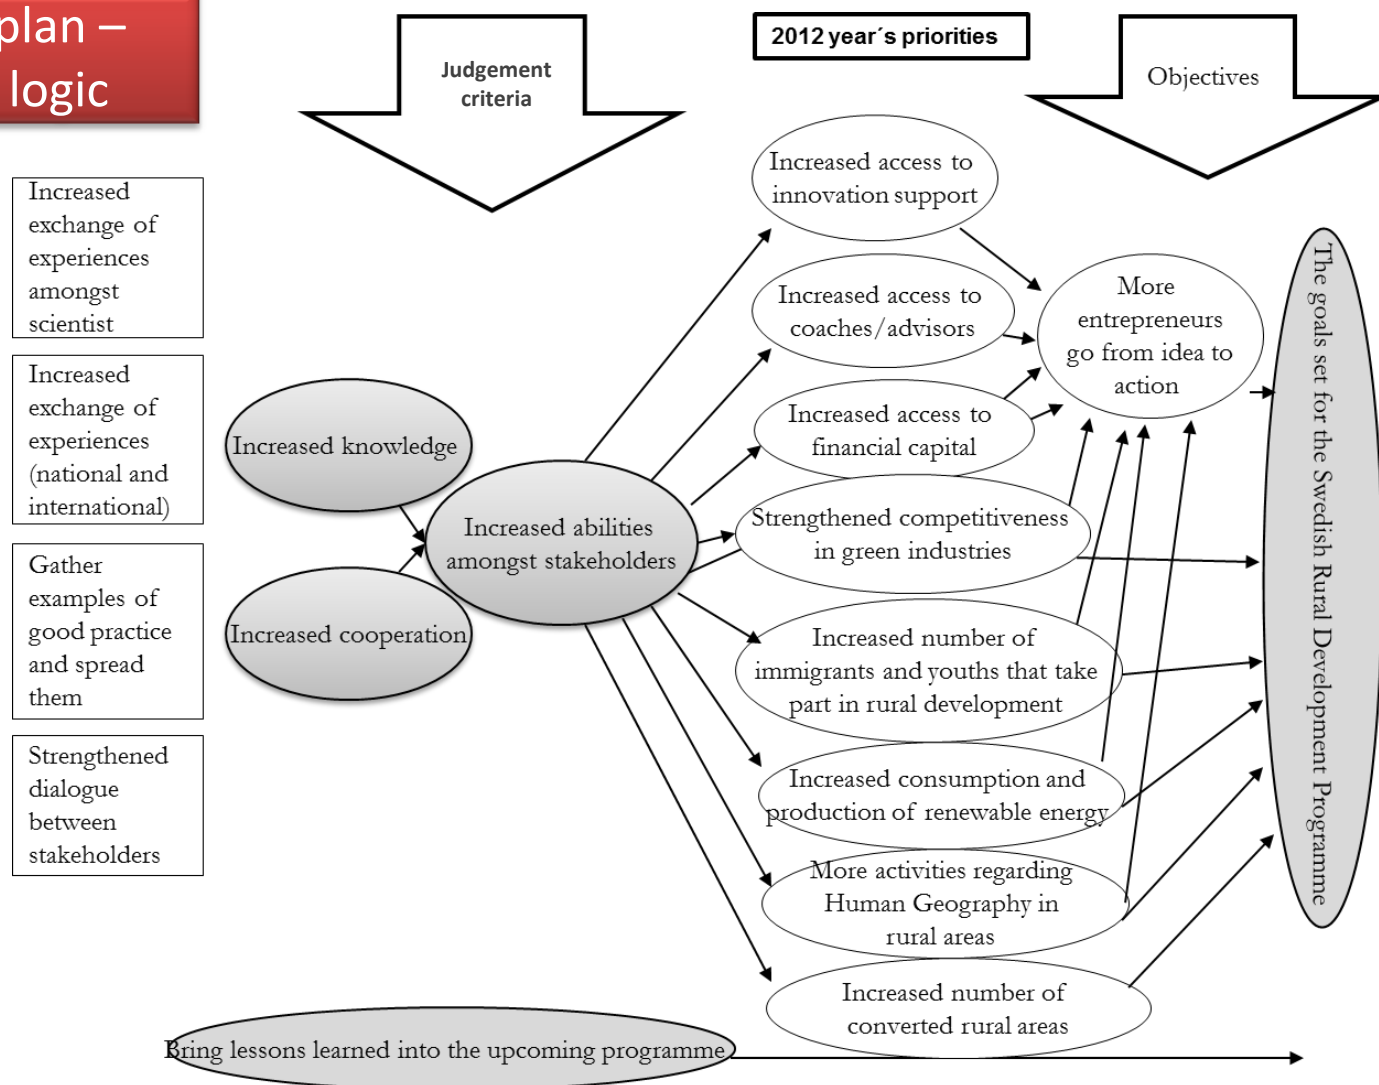 plan –
logic
Judgement
criteria
2012 year´s priorities
Objectives
Increased
exchange of
experiences
amongst
scientist
Increased
exchange of
experiences
(national and
international)
Gather
examples of
good practice
and spread
them
Strengthened
dialogue
between
stakeholders
Increased knowledge
Increased cooperation
Increased abilities
amongst stakeholders
Increased access to
innovation support
Increased access to
coaches/advisors
Increased access to
financial capital
Strengthened competitiveness
in green industries
Increased number of
immigrants and youths that take
part in rural development
Increased consumption and
production of renewable energy
More activities regarding
Human Geography in
rural areas
Increased number of
converted rural areas
More
entrepreneurs
go from idea to
action
The goals set for the Swedish Rural Development Programme
Bring lessons learned into the upcoming programme